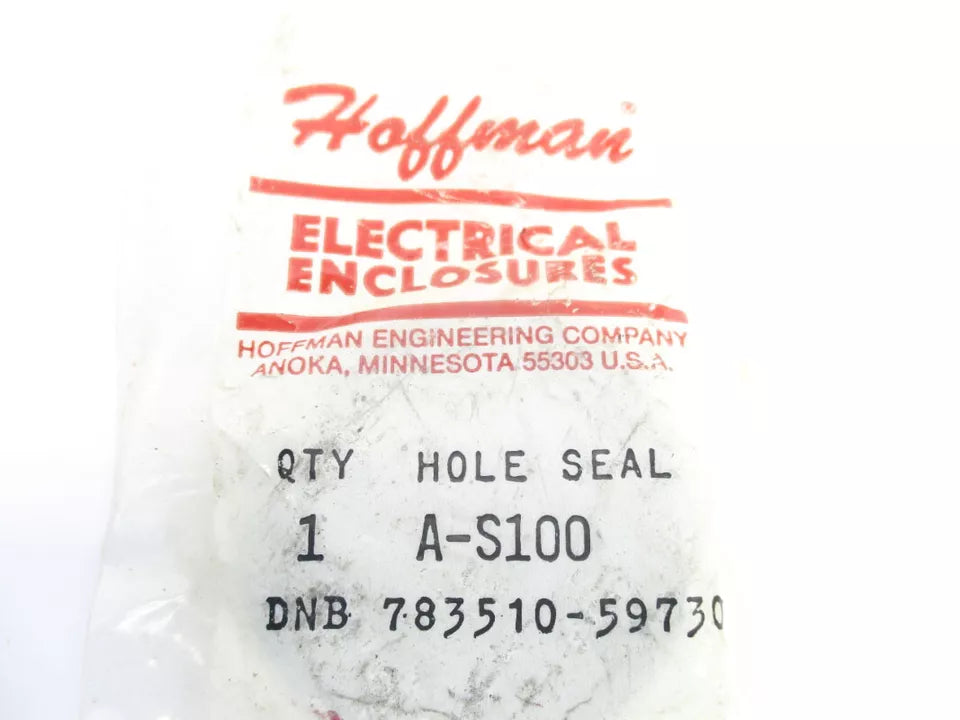 Hoffman®
ELECTRICAL
ENCLOSURES
HOFFMAN ENGINEERING COMPANY
ANOKA, MINNESOTA 55303 U.S.A.
QTY HOLE SEAL
1 A-S100
DNB 783510-59730